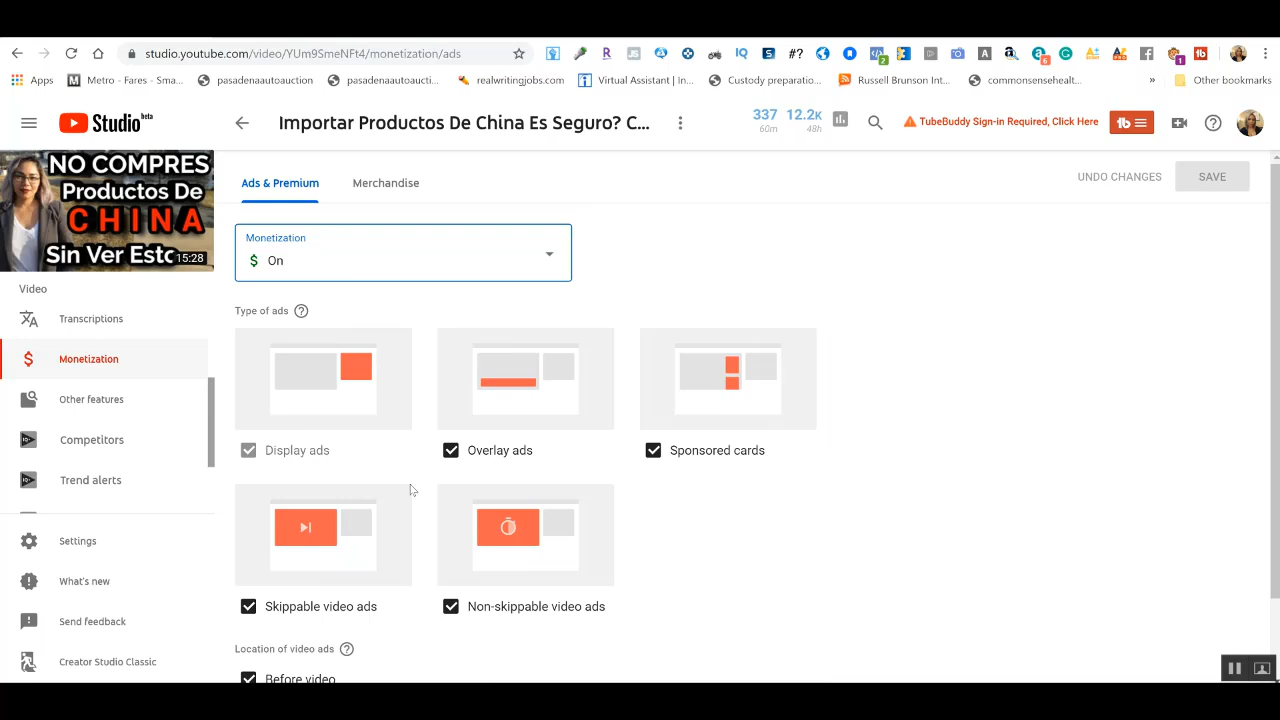 studio.youtube.com/video/YUm9SmeNFt4/monetization/ads
Apps
Metro - Fares - Sma...
pasadenaautoauction
pasadenaautoaucti...
realwritingjobs.com
Virtual Assistant | In...
Custody preparatio...
Russell Brunson Int...
commonsensehealt...
»
Other bookmarks
Studio beta
Importar Productos De China Es Seguro? C...
337
60m
12.2K
48h
TubeBuddy Sign-in Required, Click Here
tb
NO COMPRES
Productos De
CHINA
Sin Ver Esto
15:28
Ads & Premium
Merchandise
UNDO CHANGES
SAVE
Monetization
$ On
Type of ads
Display ads
Overlay ads
Sponsored cards
Skippable video ads
Non-skippable video ads
Location of video ads
Before video
Video
Transcriptions
Monetization
Other features
Competitors
Trend alerts
Settings
What's new
Send feedback
Creator Studio Classic